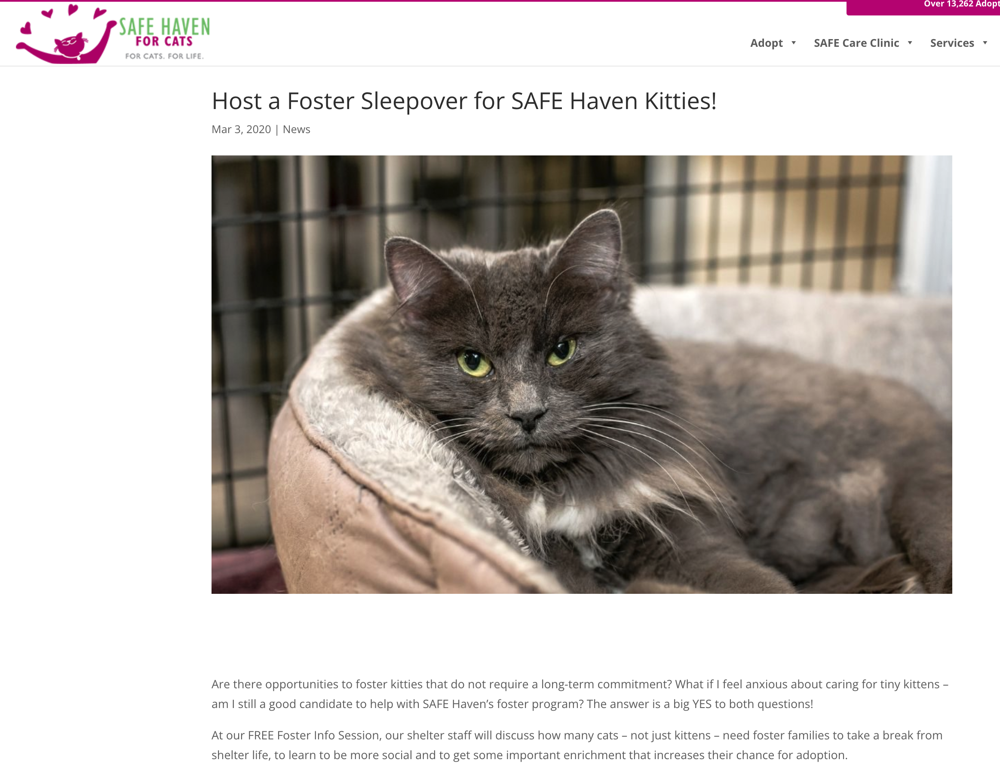 Over 13,262 Adopt
SAFE HAVEN
FOR CATS
FOR CATS. FOR LIFE.
Adopt
SAFE Care Clinic
Services
Host a Foster Sleepover for SAFE Haven Kitties!
Mar 3, 2020 | News
Are there opportunities to foster kitties that do not require a long-term commitment? What if I feel anxious about caring for tiny kittens –
am I still a good candidate to help with SAFE Haven’s foster program? The answer is a big YES to both questions!
At our FREE Foster Info Session, our shelter staff will discuss how many cats – not just kittens – need foster families to take a break from
shelter life, to learn to be more social and to get some important enrichment that increases their chance for adoption.